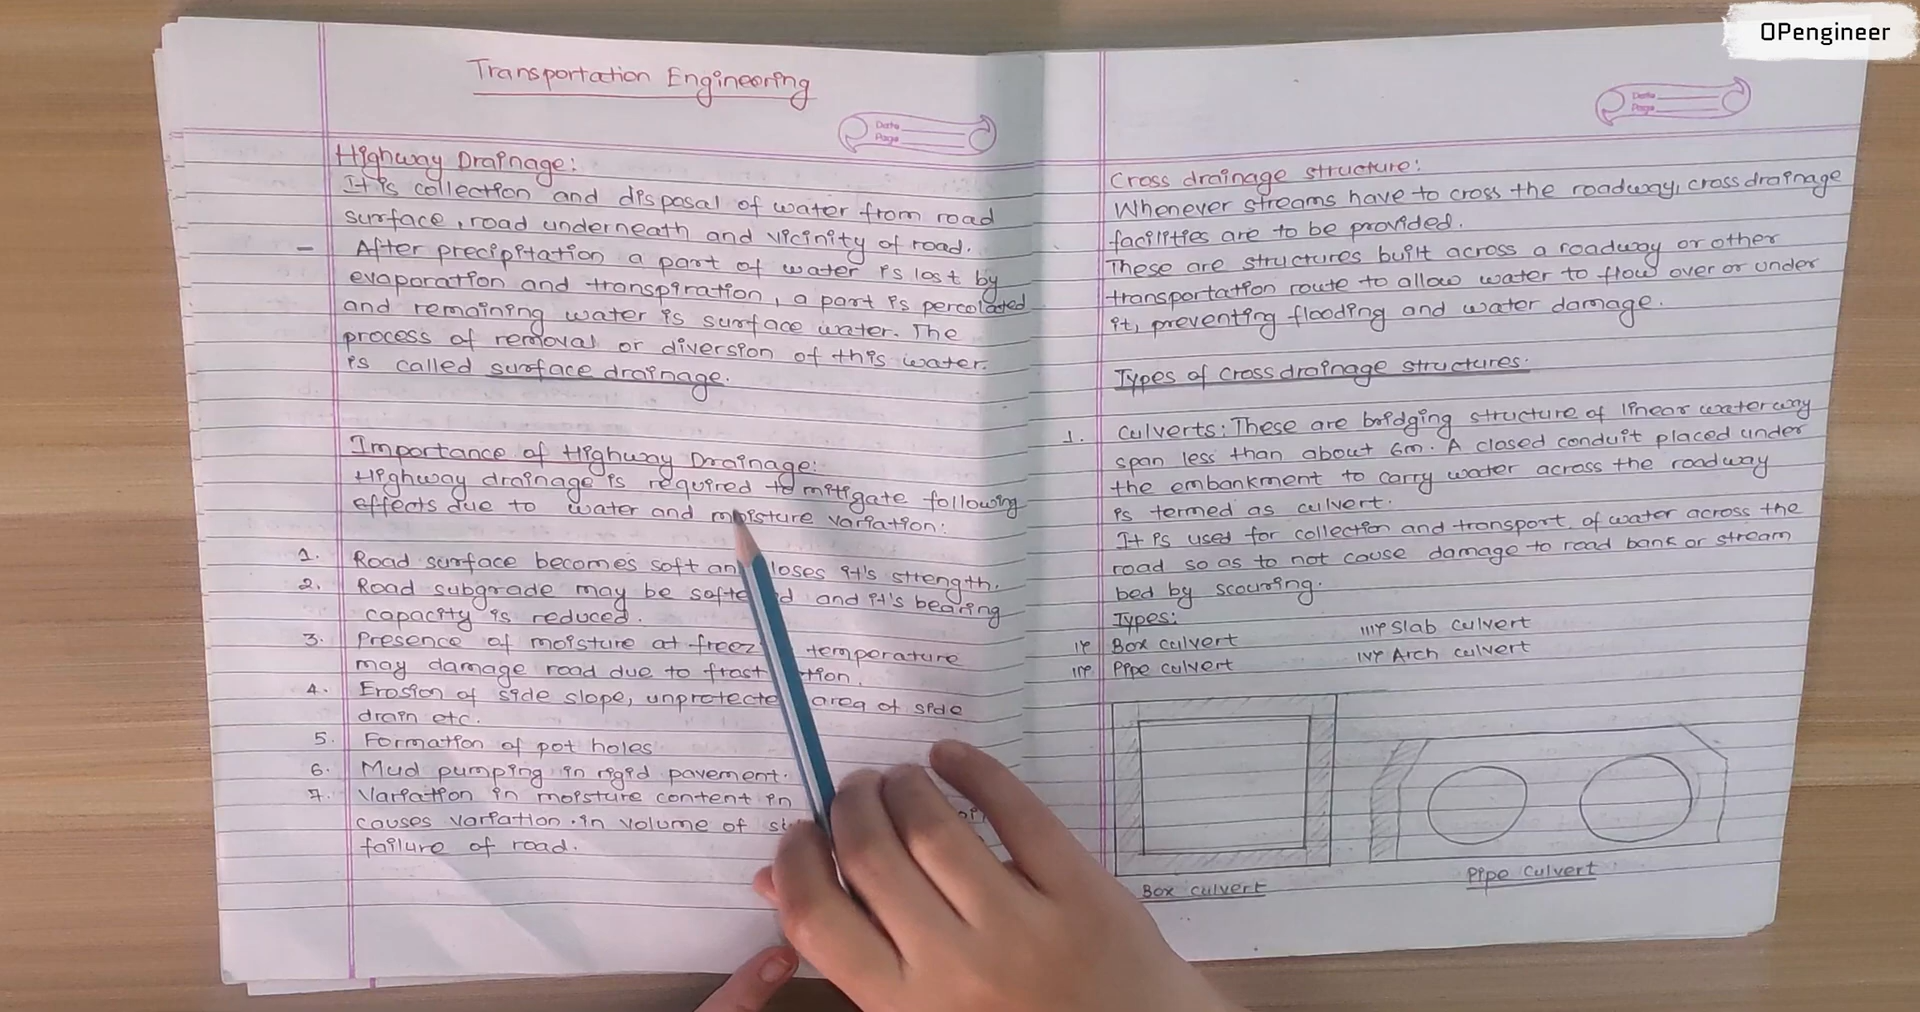 OPengineer
Transportation Engineering
Date
Page
Highway Drainage:
It is collection and disposal of water from road
surface, road underneath and vicinity of road.
- After precipitation a part of water is lost by
evaporation and transpiration, a part is percolated
and remaining water is surface water. The
process of removal or diversion of this water
is called surface drainage.
Importance of Highway Drainage:
Highway drainage is required to mitigate following
effects due to water and moisture variation:
1. Road surface becomes soft an loses it's strength.
2. Road subgrade may be softe d and it's bearing
capacity is reduced.
3. Presence of moisture at freez temperature
may damage road due to frost tion.
4. Erosion of side slope, unprotecte area of side
drain etc.
5. Formation of pot holes
6. Mud pumping in rigid pavement.
7. Variation in moisture content in
causes variation in volume of
failure of road.
Date
Page
Cross drainage structure:
Whenever streams have to cross the roadway, cross drainage
facilities are to be provided.
These are structures built across a roadway or other
transportation route to allow water to flow over or under
it, preventing flooding and water damage.
Types of cross drainage structures:
1. Culverts: These are bridging structure of linear waterway
span less than about 6m. A closed conduit placed under
the embankment to carry water across the roadway
is termed as culvert.
It is used for collection and transport of water across the
road so as to not cause damage to road bank or stream
bed by scouring.
Types:
i) Box culvert iii) Slab culvert
ii) Pipe culvert iv) Arch culvert
Box culvert
Pipe culvert